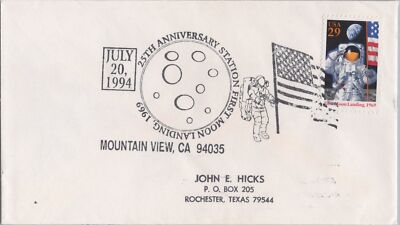 JULY
20,
1994
25TH ANNIVERSARY STATION FIRST MOON LANDING, 1969
USA
29
First Moon Landing, 1969
MOUNTAIN VIEW, CA 94035
JOHN E. HICKS
P. O. BOX 205
ROCHESTER, TEXAS 79544